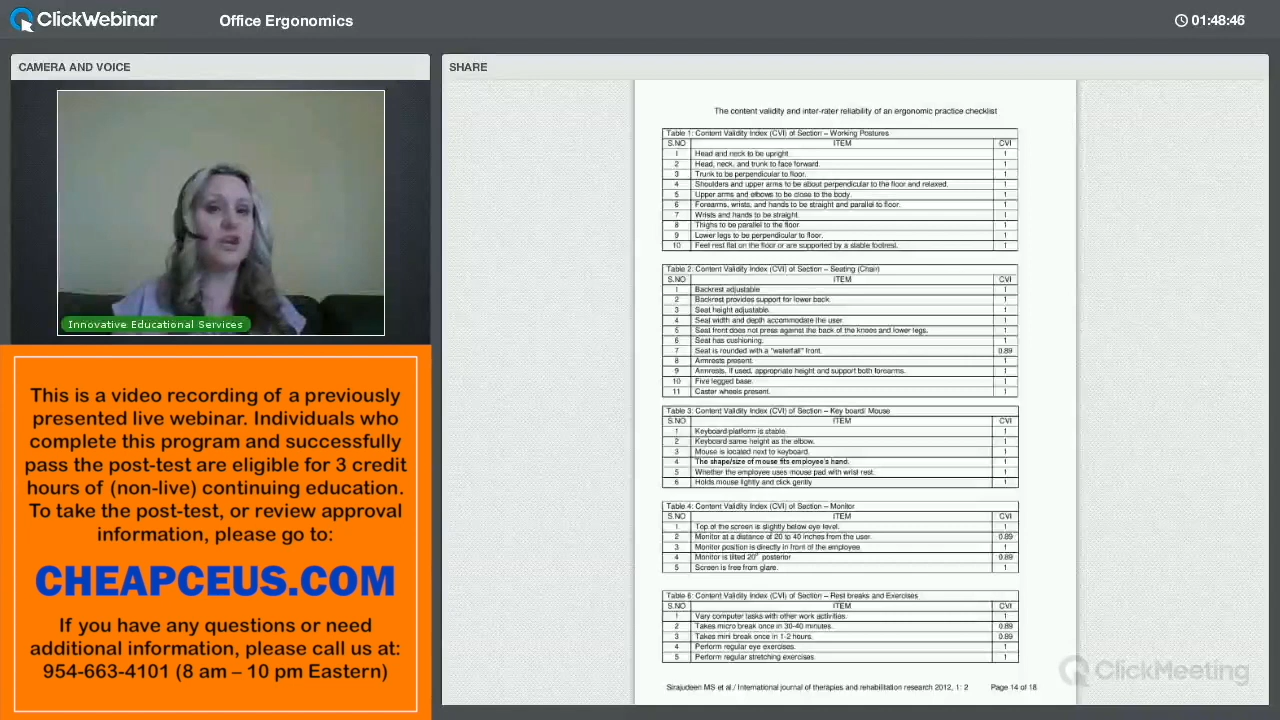 ClickWebinar
Office Ergonomics
01:48:46
CAMERA AND VOICE
Innovative Educational Services
This is a video recording of a previously
presented live webinar. Individuals who
complete this program and successfully
pass the post-test are eligible for 3 credit
hours of (non-live) continuing education.
To take the post-test, or review approval
information, please go to:
CHEAPCEUS.COM
If you have any questions or need
additional information, please call us at:
954-663-4101 (8 am – 10 pm Eastern)
SHARE
The content validity and inter-rater reliability of an ergonomic practice checklist
Table 1: Content Validity Index (CVI) of Section – Working Postures
S.NO ITEM CVI
1 Head and neck to be upright. 1
2 Head, neck, and trunk to face forward. 1
3 Trunk to be perpendicular to floor. 1
4 Shoulders and upper arms to be about perpendicular to the floor and relaxed. 1
5 Upper arms and elbows to be close to the body. 1
6 Forearms, wrists, and hands to be straight and parallel to floor. 1
7 Wrists and hands to be straight. 1
8 Thighs to be parallel to the floor. 1
9 Lower legs to be perpendicular to floor. 1
10 Feet rest flat on the floor or are supported by a stable footrest. 1
Table 2: Content Validity Index (CVI) of Section – Seating (Chair)
S.NO ITEM CVI
1 Backrest adjustable 1
2 Backrest provides support for lower back. 1
3 Seat height adjustable. 1
4 Seat width and depth accommodate the user. 1
5 Seat front does not press against the back of the knees and lower legs. 1
6 Seat has cushioning. 1
7 Seat is rounded with a "waterfall" front. 0.89
8 Armrests present. 1
9 Armrests, If used, appropriate height and support both forearms. 1
10 Five legged base. 1
11 Caster wheels present. 1
Table 3: Content Validity Index (CVI) of Section – Key board/ Mouse
S.NO ITEM CVI
1 Keyboard platform is stable. 1
2 Keyboard same height as the elbow. 1
3 Mouse is located next to keyboard. 1
4 The shape/size of mouse fits employee's hand. 1
5 Whether the employee uses mouse pad with wrist rest. 1
6 Holds mouse lightly and click gently 1
Table 4: Content Validity Index (CVI) of Section – Monitor
S.NO ITEM CVI
1 Top of the screen is slightly below eye level. 1
2 Monitor at a distance of 20 to 40 inches from the user. 0.89
3 Monitor position is directly in front of the employee 1
4 Monitor is tilted 20° posterior 0.89
5 Screen is free from glare. 1
Table 6: Content Validity Index (CVI) of Section – Rest breaks and Exercises
S.NO ITEM CVI
1 Vary computer tasks with other work activities. 1
2 Takes micro break once in 30-40 minutes. 0.89
3 Takes mini break once in 1-2 hours. 0.89
4 Perform regular eye exercises. 1
5 Perform regular stretching exercises. 1
Sirajudeen MS et al./ International journal of therapies and rehabilitation research 2012, 1: 2 Page 14 of 18
ClickMeeting